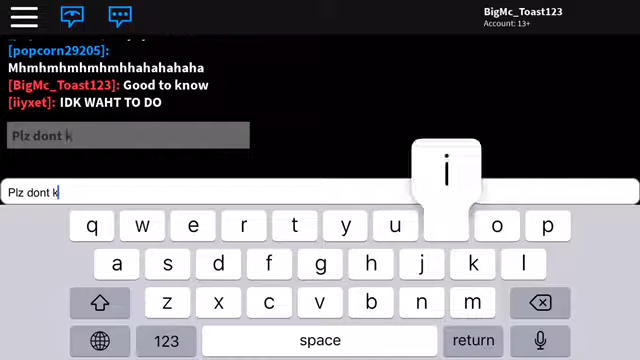 BigMc_Toast123
Account: 13+
[popcorn29205]:
Mhmhmhmhmhmhhahahahaha
[BigMc_Toast123]: Good to know
[iiyxet]: IDK WAHT TO DO
Plz dont k
Plz dont k
i
q w e r t y u o p
a s d f g h j k l
z x c v b n m
123 space return